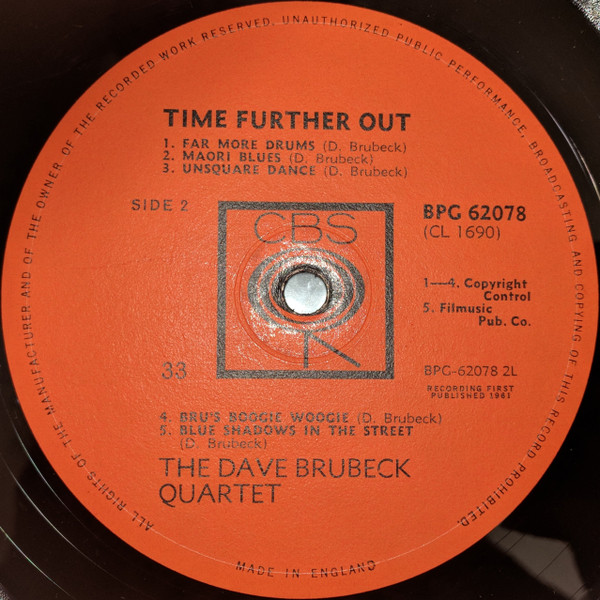 ALL RIGHTS OF THE MANUFACTURER AND OF THE OWNER OF THE RECORDED WORK RESERVED. UNAUTHORIZED PUBLIC PERFORMANCE, BROADCASTING AND COPYING OF THIS RECORD PROHIBITED.
TIME FURTHER OUT
1. FAR MORE DRUMS (D. Brubeck)
2. MAORI BLUES (D. Brubeck)
3. UNSQUARE DANCE (D. Brubeck)
SIDE 2
CBS
BPG 62078
(CL 1690)
1—4. Copyright
Control
5. Filmusic
Pub. Co.
33
BPG-62078 2L
RECORDING FIRST
PUBLISHED 1961
4. BRU'S BOOGIE WOOGIE (D. Brubeck)
5. BLUE SHADOWS IN THE STREET
(D. Brubeck)
THE DAVE BRUBECK
QUARTET
MADE IN ENGLAND